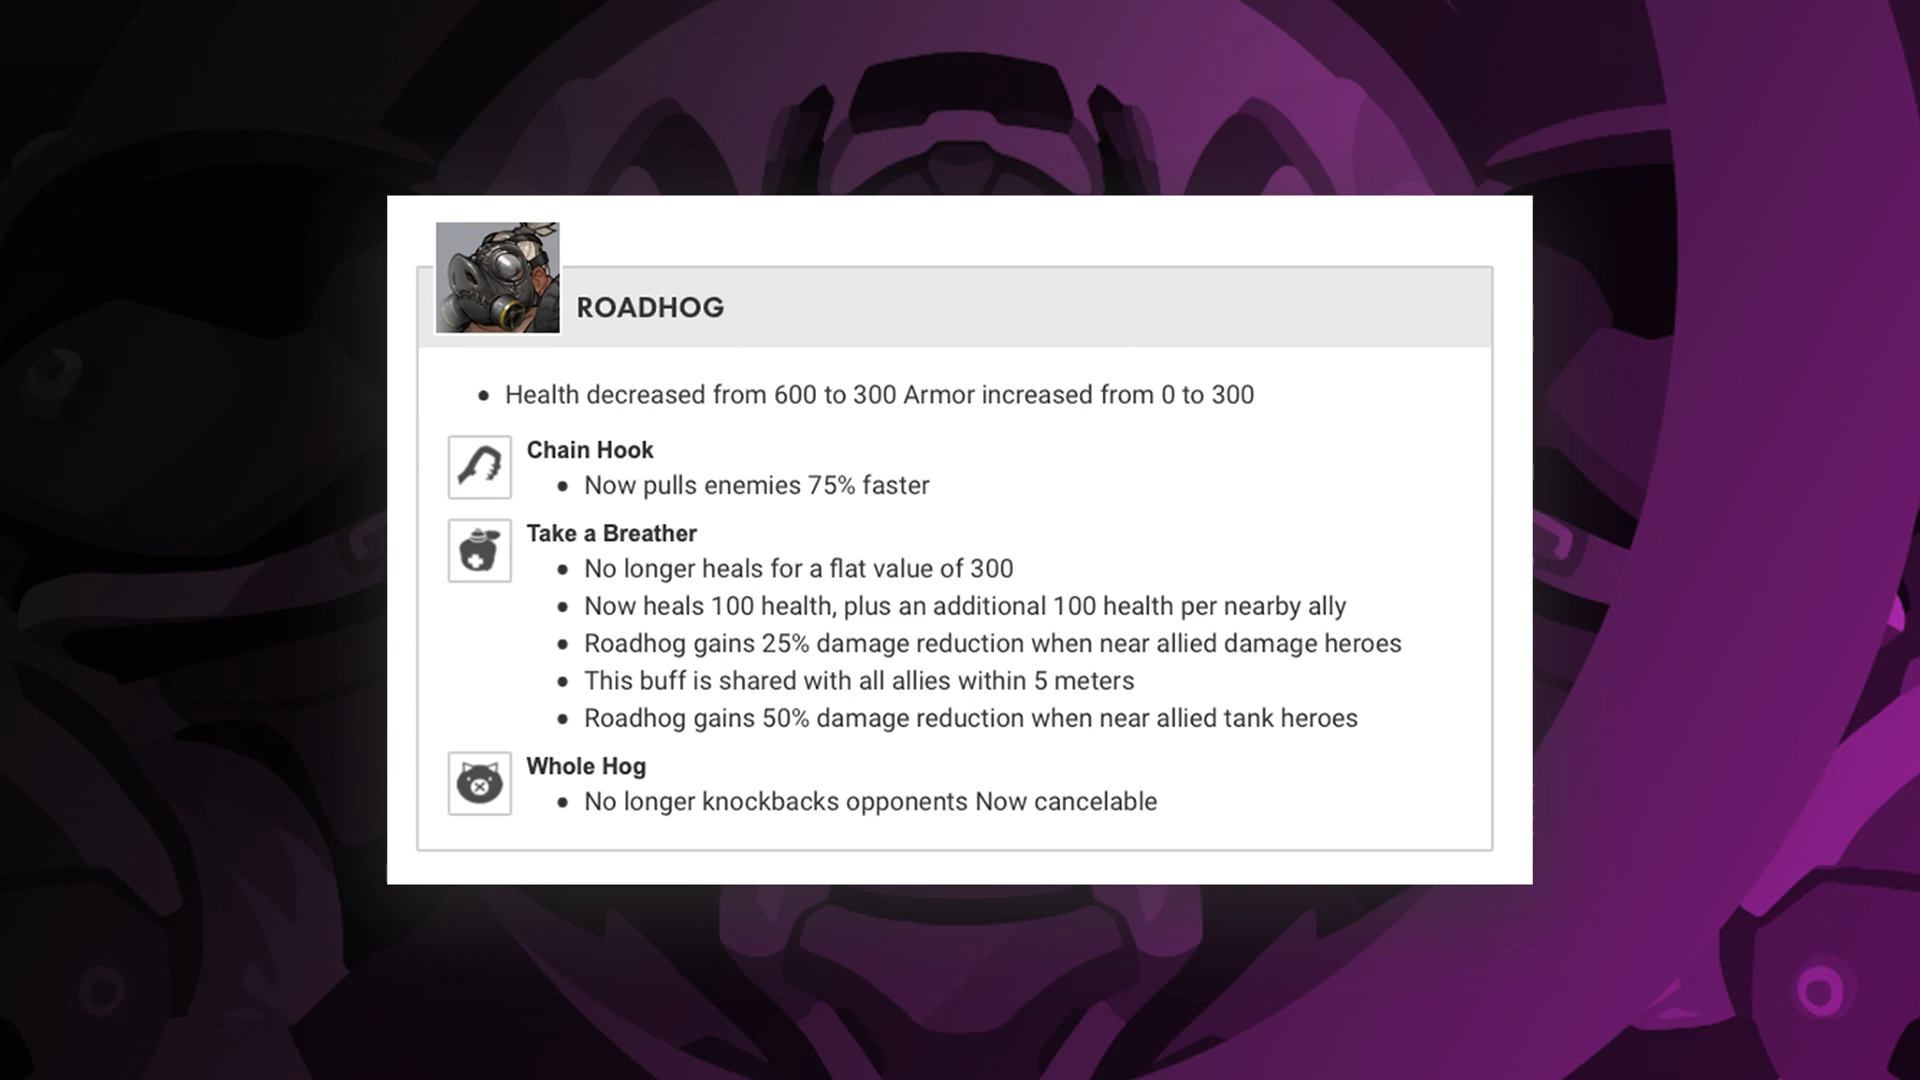 ROADHOG
• Health decreased from 600 to 300 Armor increased from 0 to 300
Chain Hook
• Now pulls enemies 75% faster
Take a Breather
• No longer heals for a flat value of 300
• Now heals 100 health, plus an additional 100 health per nearby ally
• Roadhog gains 25% damage reduction when near allied damage heroes
• This buff is shared with all allies within 5 meters
• Roadhog gains 50% damage reduction when near allied tank heroes
Whole Hog
• No longer knockbacks opponents Now cancelable